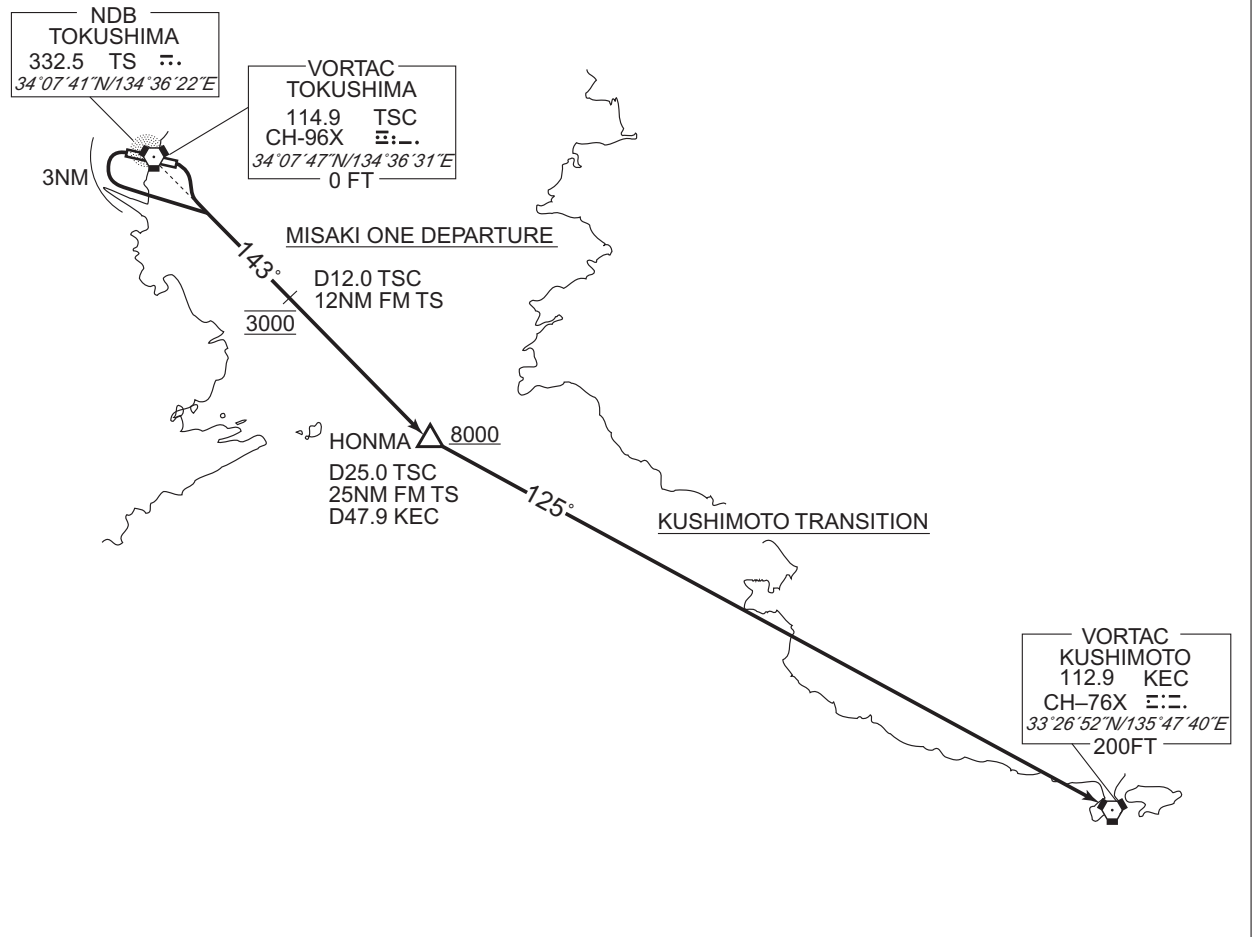 NDB
TOKUSHIMA
332.5 TS
34°07´41˝N/134°36´22˝E
VORTAC
TOKUSHIMA
114.9 TSC
CH-96X
34°07´47˝N/134°36´31˝E
0 FT
3NM
MISAKI ONE DEPARTURE
143°
D12.0 TSC
12NM FM TS
3000
HONMA
8000
D25.0 TSC
25NM FM TS
D47.9 KEC
125°
KUSHIMOTO TRANSITION
VORTAC
KUSHIMOTO
112.9 KEC
CH–76X
33°26´52˝N/135°47´40˝E
200FT